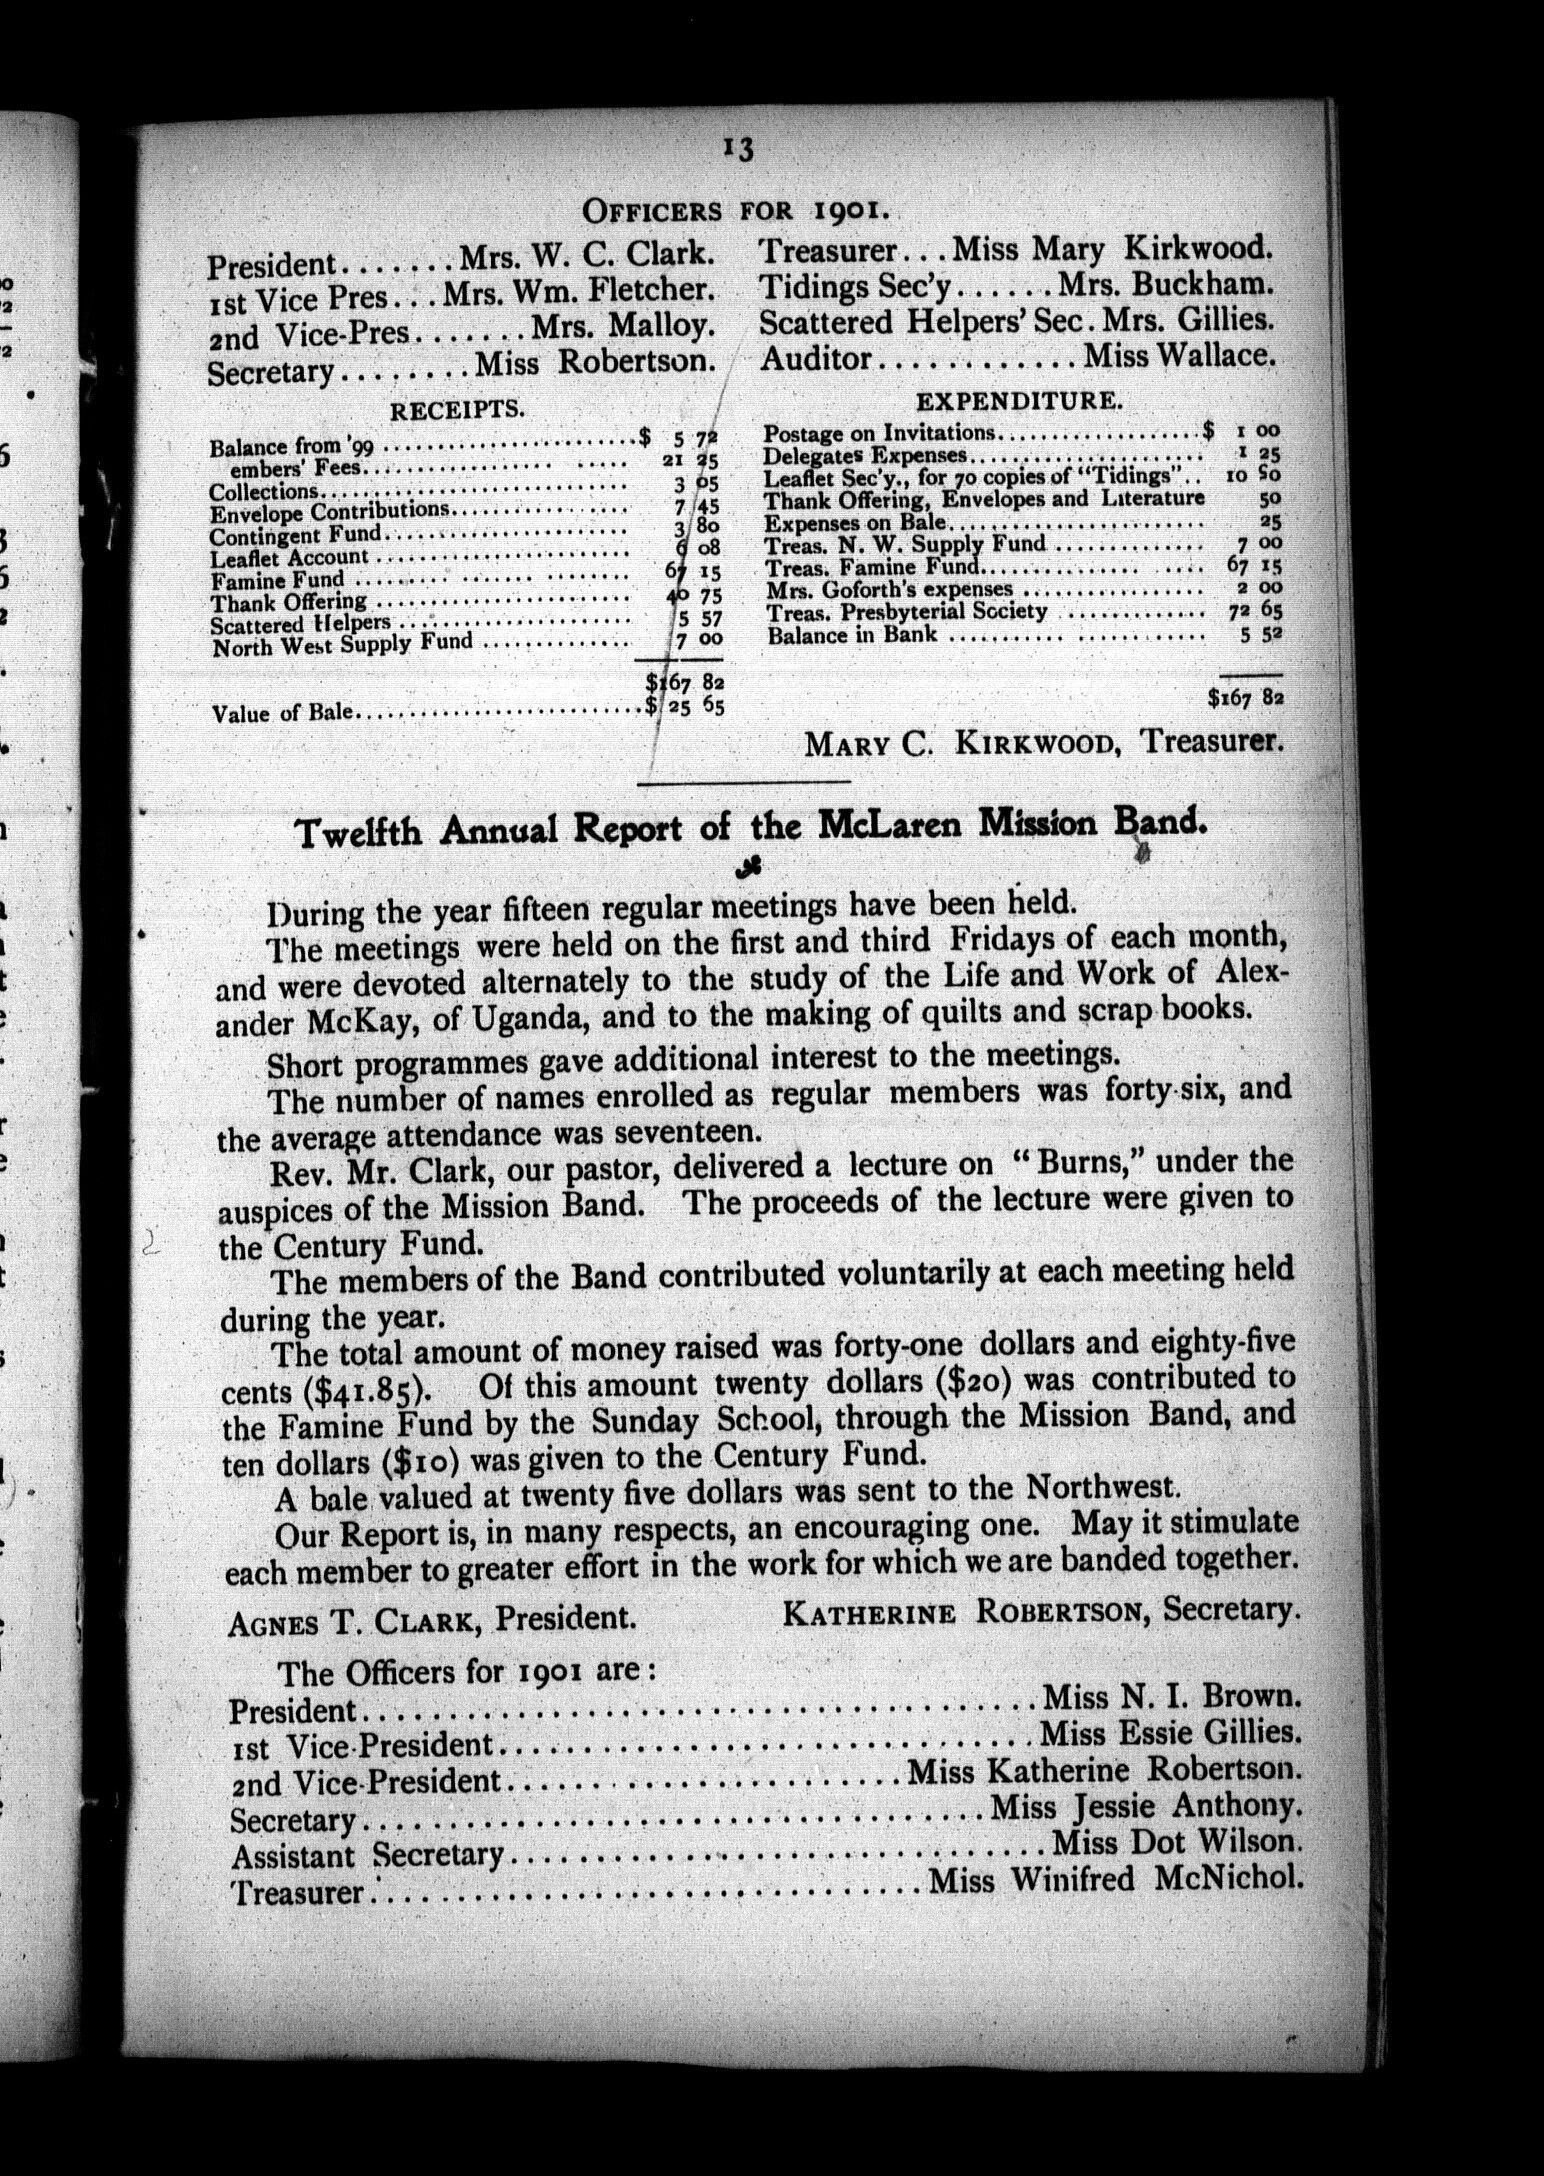 13
OFFICERS FOR 1901.
President.......Mrs. W. C. Clark.
1st Vice Pres...Mrs. Wm. Fletcher.
2nd Vice-Pres.......Mrs. Malloy.
Secretary........Miss Robertson.
Treasurer...Miss Mary Kirkwood.
Tidings Sec'y......Mrs. Buckham.
Scattered Helpers' Sec. Mrs. Gillies.
Auditor............Miss Wallace.
RECEIPTS.
Balance from '99........................$ 5 72
embers' Fees........................ 21 25
Collections............................ 3 05
Envelope Contributions................ 7 45
Contingent Fund...................... 3 80
Leaflet Account....................... 6 08
Famine Fund......................... 67 15
Thank Offering....................... 40 75
Scattered Helpers..................... 5 57
North West Supply Fund.............. 7 00
$167 82
Value of Bale...........................$ 25 65
EXPENDITURE.
Postage on Invitations..................$ 1 00
Delegates Expenses...................... 1 25
Leaflet Sec'y., for 70 copies of "Tidings".. 10 50
Thank Offering, Envelopes and Literature 50
Expenses on Bale........................ 25
Treas. N. W. Supply Fund.............. 7 00
Treas. Famine Fund.................... 67 15
Mrs. Goforth's expenses................. 2 00
Treas. Presbyterial Society............. 72 65
Balance in Bank....................... 5 52
$167 82
MARY C. KIRKWOOD, Treasurer.
Twelfth Annual Report of the McLaren Mission Band.
During the year fifteen regular meetings have been held.
The meetings were held on the first and third Fridays of each month,
and were devoted alternately to the study of the Life and Work of Alex-
ander McKay, of Uganda, and to the making of quilts and scrap books.
Short programmes gave additional interest to the meetings.
The number of names enrolled as regular members was forty-six, and
the average attendance was seventeen.
Rev. Mr. Clark, our pastor, delivered a lecture on "Burns," under the
auspices of the Mission Band. The proceeds of the lecture were given to
the Century Fund.
The members of the Band contributed voluntarily at each meeting held
during the year.
The total amount of money raised was forty-one dollars and eighty-five
cents ($41.85). Of this amount twenty dollars ($20) was contributed to
the Famine Fund by the Sunday School, through the Mission Band, and
ten dollars ($10) was given to the Century Fund.
A bale valued at twenty five dollars was sent to the Northwest.
Our Report is, in many respects, an encouraging one. May it stimulate
each member to greater effort in the work for which we are banded together.
AGNES T. CLARK, President. KATHERINE ROBERTSON, Secretary.
The Officers for 1901 are:
President.......................................Miss N. I. Brown.
1st Vice-President...............................Miss Essie Gillies.
2nd Vice-President.......................Miss Katherine Robertson.
Secretary....................................Miss Jessie Anthony.
Assistant Secretary...............................Miss Dot Wilson.
Treasurer................................Miss Winifred McNichol.